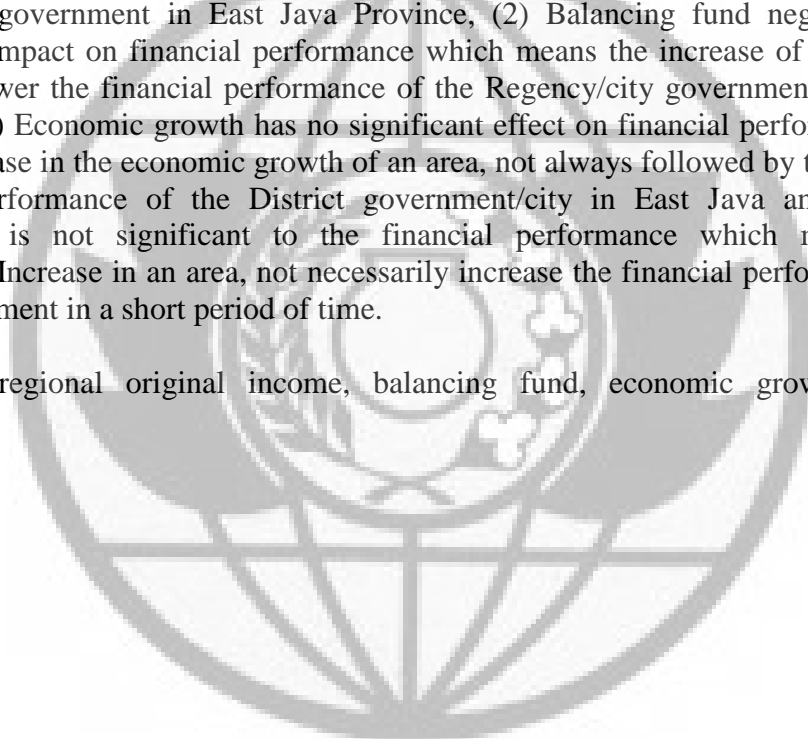 government in East Java Province, (2) Balancing fund neg
mpact on financial performance which means the increase of
wer the financial performance of the Regency/city government
) Economic growth has no significant effect on financial perfor
ase in the economic growth of an area, not always followed by t
rformance of the District government/city in East Java an
is not significant to the financial performance which m
Increase in an area, not necessarily increase the financial perfo
ment in a short period of time.
regional original income, balancing fund, economic grow